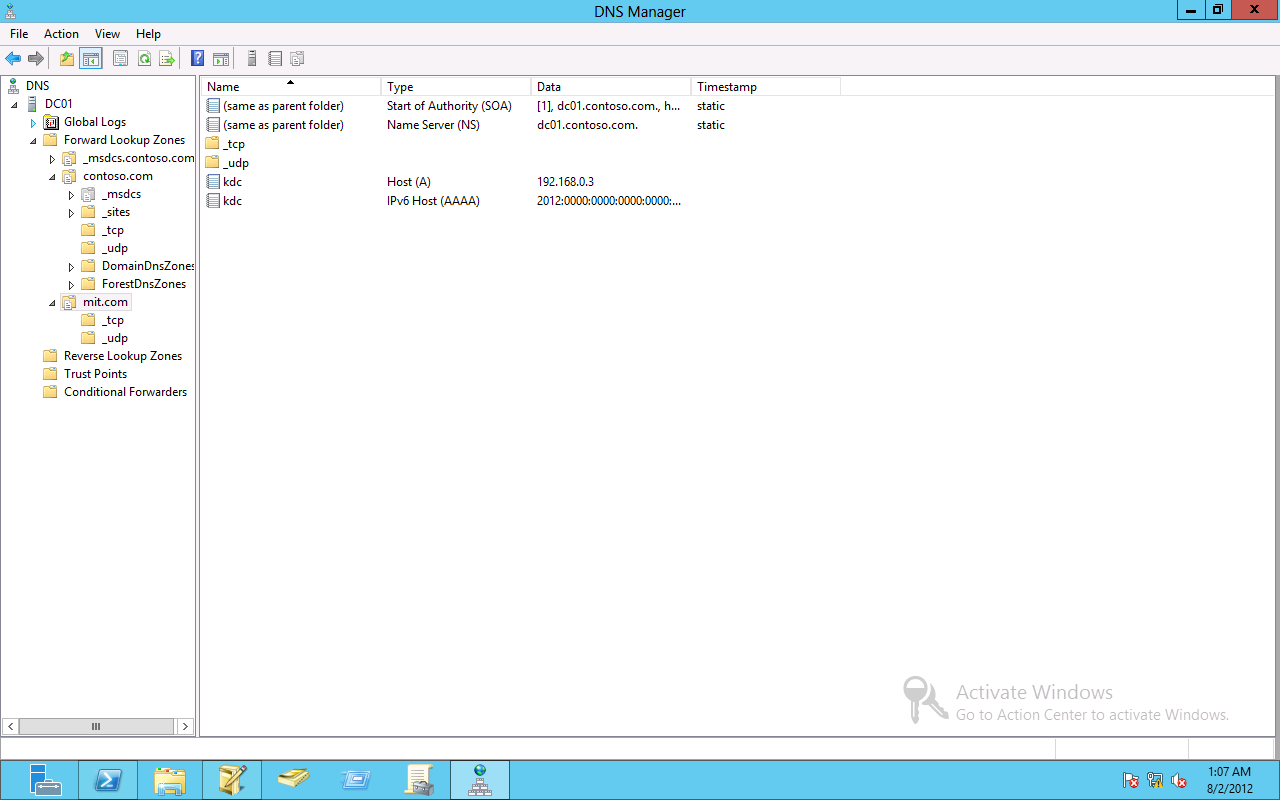 DNS Manager
File Action View Help
DNS
DC01
Global Logs
Forward Lookup Zones
_msdcs.contoso.com
contoso.com
_msdcs
_sites
_tcp
_udp
DomainDnsZones
ForestDnsZones
mit.com
_tcp
_udp
Reverse Lookup Zones
Trust Points
Conditional Forwarders
Name Type Data Timestamp
(same as parent folder) Start of Authority (SOA) [1], dc01.contoso.com., h... static
(same as parent folder) Name Server (NS) dc01.contoso.com. static
_tcp
_udp
kdc Host (A) 192.168.0.3
kdc IPv6 Host (AAAA) 2012:0000:0000:0000:0000:...
Activate Windows
Go to Action Center to activate Windows.
1:07 AM
8/2/2012